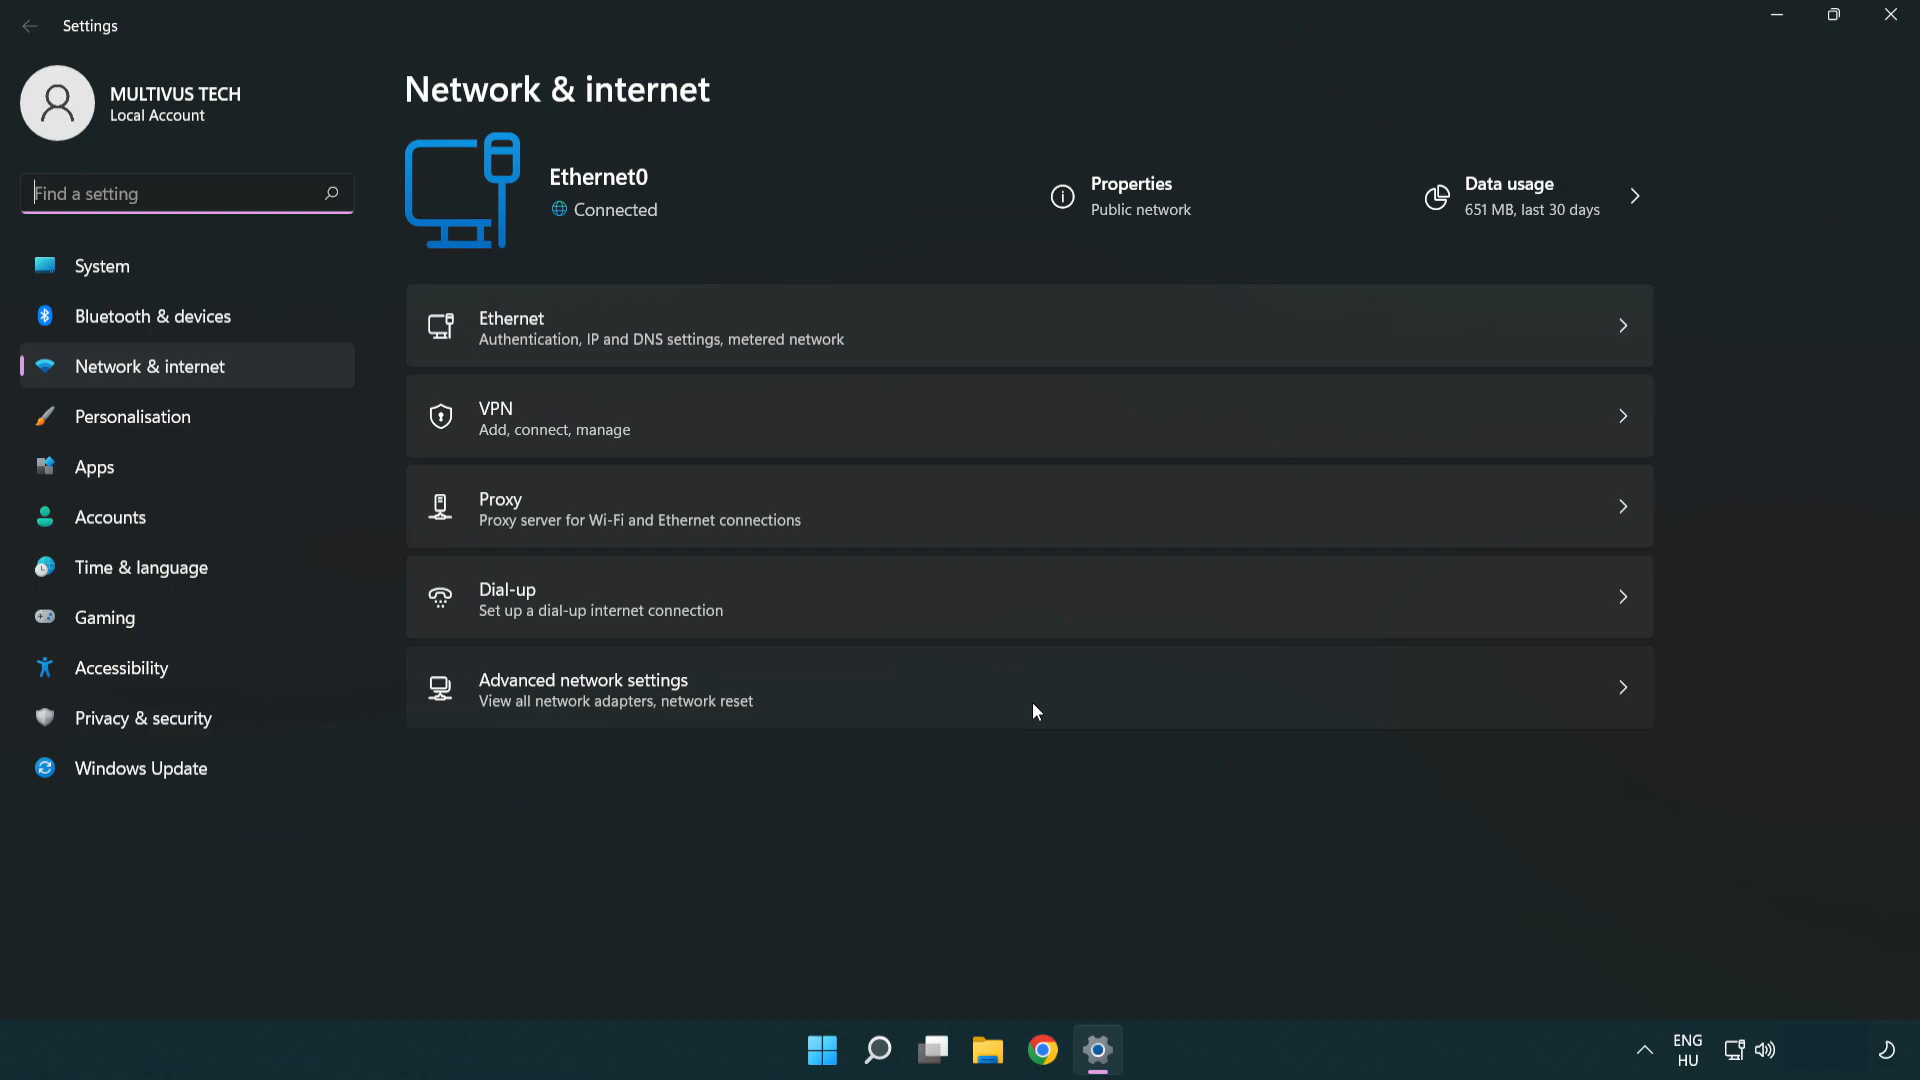 Settings
MULTIVUS TECH
Local Account
Find a setting
System
Bluetooth & devices
Network & internet
Personalisation
Apps
Accounts
Time & language
Gaming
Accessibility
Privacy & security
Windows Update
Network & internet
Ethernet0
Connected
Properties
Public network
Data usage
651 MB, last 30 days
Ethernet
Authentication, IP and DNS settings, metered network
VPN
Add, connect, manage
Proxy
Proxy server for Wi-Fi and Ethernet connections
Dial-up
Set up a dial-up internet connection
Advanced network settings
View all network adapters, network reset
ENG
HU